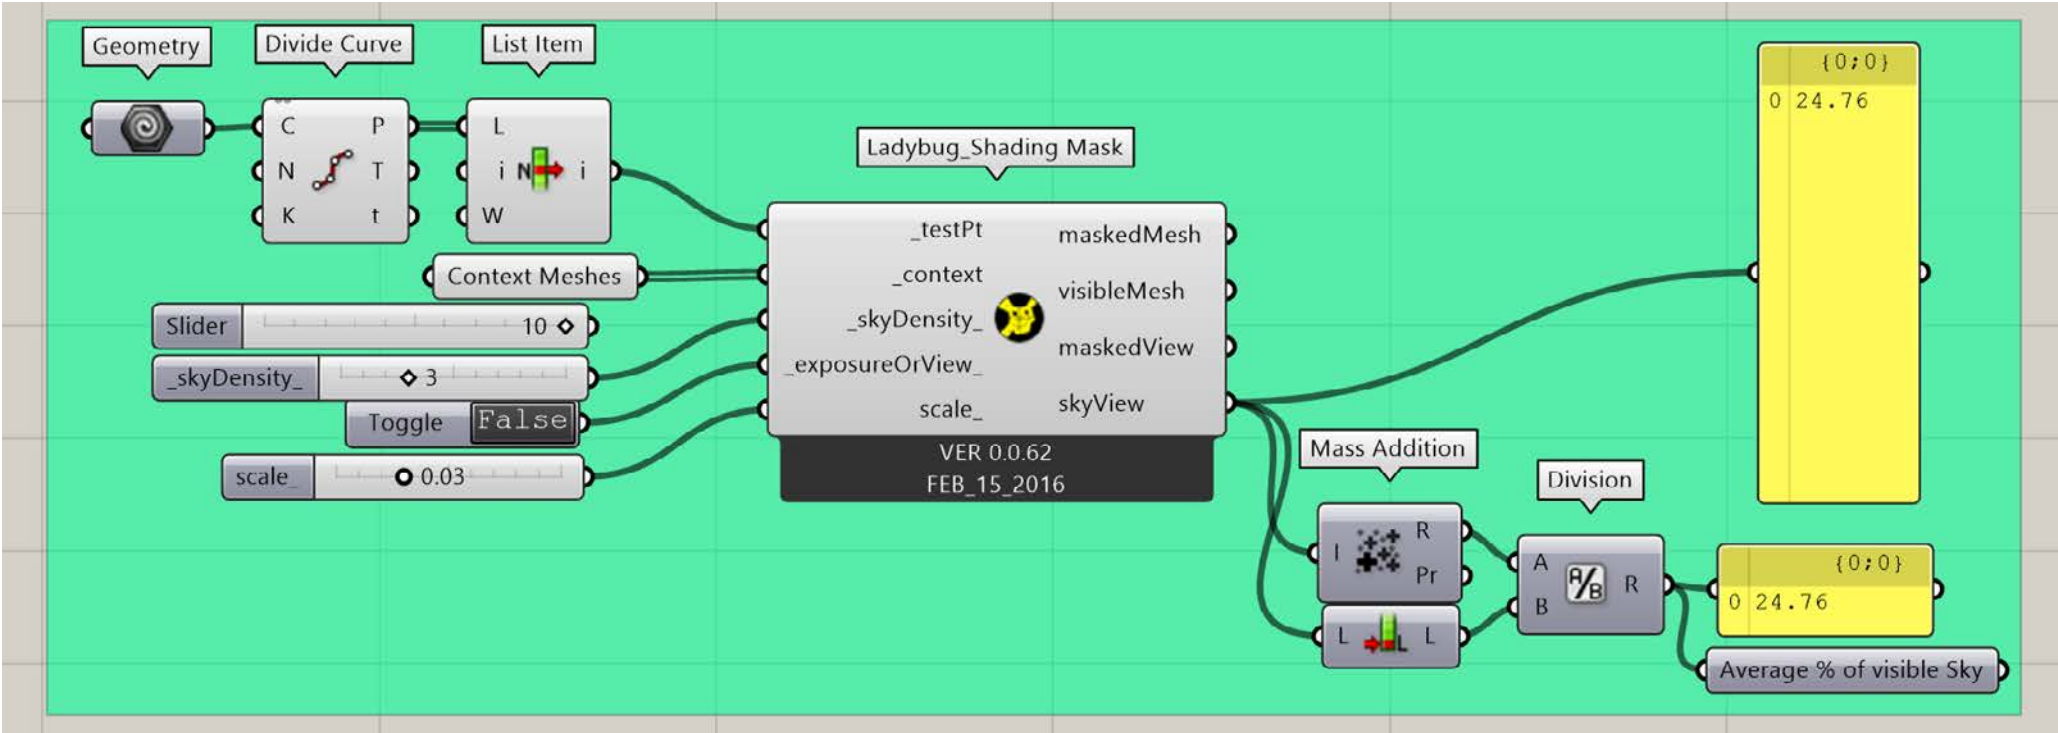 Geometry
Divide Curve
List Item
C P
N T
K t
L
i N i
W
Ladybug_Shading Mask
_testPt
_context
_skyDensity_
_exposureOrView_
scale_
maskedMesh
visibleMesh
maskedView
skyView
VER 0.0.62
FEB_15_2016
Context Meshes
Slider 10
_skyDensity_ 3
Toggle False
scale_ 0.03
{0;0}
0 24.76
Mass Addition
I R
Pr
L L L
Division
A
B
A/B
R
{0;0}
0 24.76
Average % of visible Sky